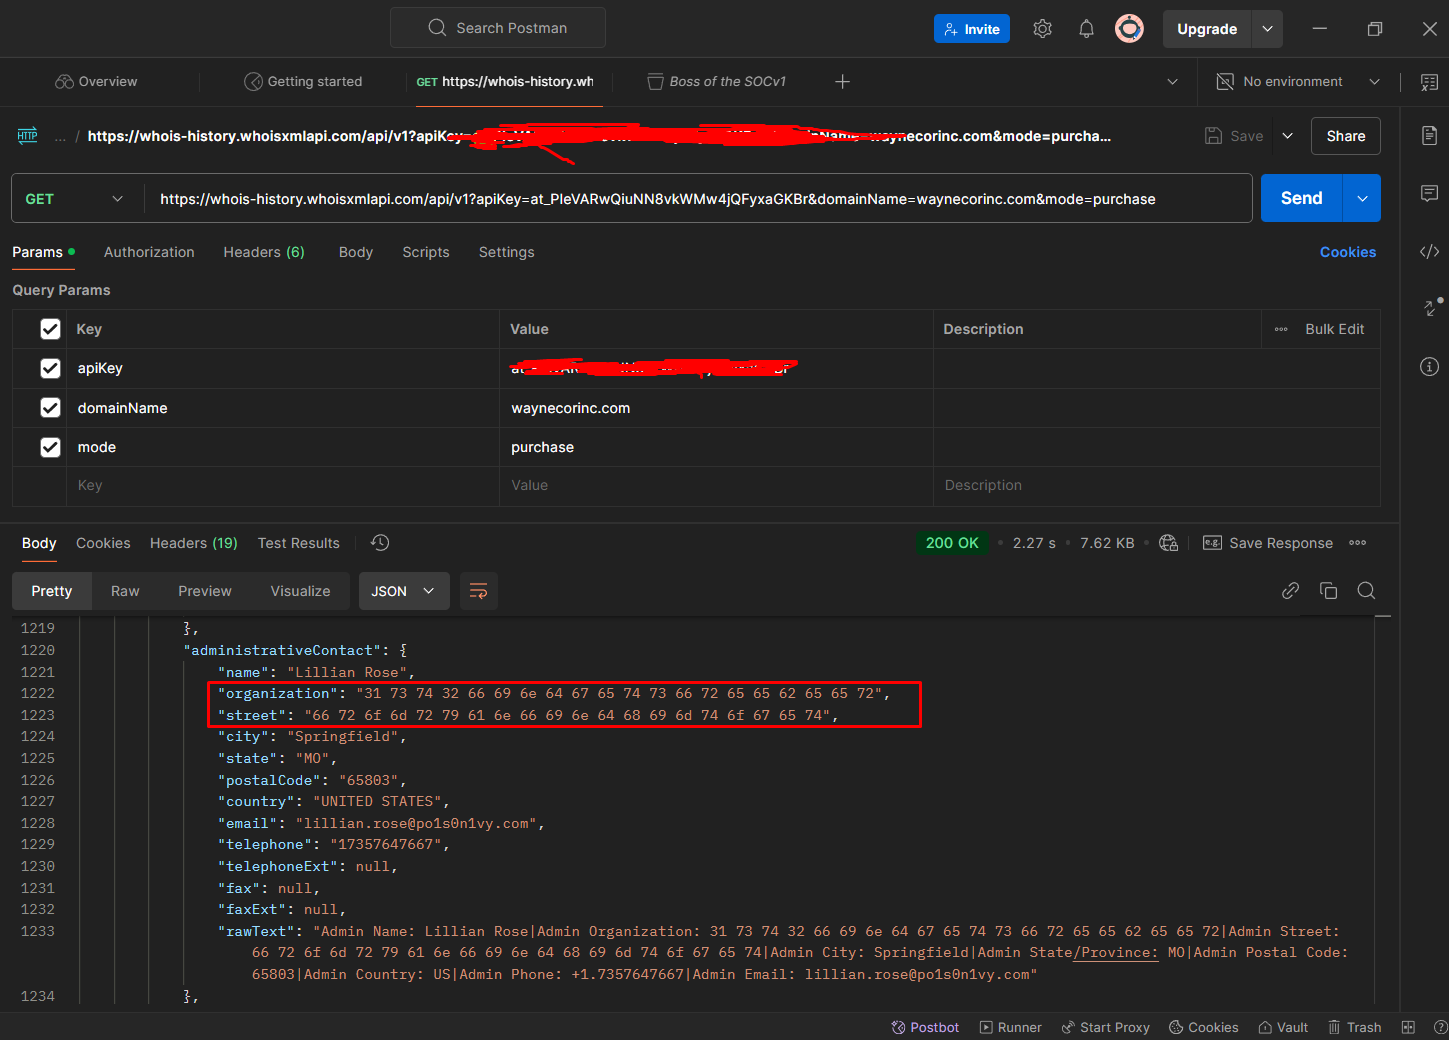 Search Postman
Invite
Upgrade
Overview
Getting started
GET https://whois-history.wh
Boss of the SOCv1
No environment
HTTP
... / https://whois-history.whoisxmlapi.com/api/v1?apiKey= waynecorinc.com&mode=purcha...
Save
Share
GET
https://whois-history.whoisxmlapi.com/api/v1?apiKey=at_PIeVARwQiuNN8vkWMw4jQFyxaGKBr&domainName=waynecorinc.com&mode=purchase
Send
Params
Authorization
Headers (6)
Body
Scripts
Settings
Cookies
Query Params
Key
Value
Description
Bulk Edit
apiKey
domainName
waynecorinc.com
mode
purchase
Key
Value
Description
Body
Cookies
Headers (19)
Test Results
200 OK
2.27 s
7.62 KB
e.g.
Save Response
Pretty
Raw
Preview
Visualize
JSON
1219 },
1220 "administrativeContact": {
1221 "name": "Lillian Rose",
1222 "organization": "31 73 74 32 66 69 6e 64 67 65 74 73 66 72 65 65 62 65 65 72",
1223 "street": "66 72 6f 6d 72 79 61 6e 66 69 6e 64 68 69 6d 74 6f 67 65 74",
1224 "city": "Springfield",
1225 "state": "MO",
1226 "postalCode": "65803",
1227 "country": "UNITED STATES",
1228 "email": "lillian.rose@po1s0n1vy.com",
1229 "telephone": "17357647667",
1230 "telephoneExt": null,
1231 "fax": null,
1232 "faxExt": null,
1233 "rawText": "Admin Name: Lillian Rose|Admin Organization: 31 73 74 32 66 69 6e 64 67 65 74 73 66 72 65 65 62 65 65 72|Admin Street:
66 72 6f 6d 72 79 61 6e 66 69 6e 64 68 69 6d 74 6f 67 65 74|Admin City: Springfield|Admin State/Province: MO|Admin Postal Code:
65803|Admin Country: US|Admin Phone: +1.7357647667|Admin Email: lillian.rose@po1s0n1vy.com"
1234 },
Postbot
Runner
Start Proxy
Cookies
Vault
Trash